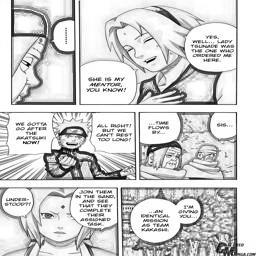 YES,
WELL... LADY
TSUNADE
WAS THE
ONE WHO
ORDERED ME
HERE.
.......
SHE IS MY
MENTOR,
YOU KNOW!
SIS...
TIME
FLOWS
BY...
ALL RIGHT!
BUT WE
CAN'T REST
TOO LONG!
WE GOTTA
GO AFTER
THE
AKATSUKI
NOW!
I'M
GIVING
YOU...
...AN
IDENTICAL
MISSION
AS TEAM
KAKASHI.
JOIN THEM
IN THE SAND,
AND SEE
THAT THEY
COMPLETE
THEIR
ASSIGNED
TASK.
UNDER-
STOOD?!